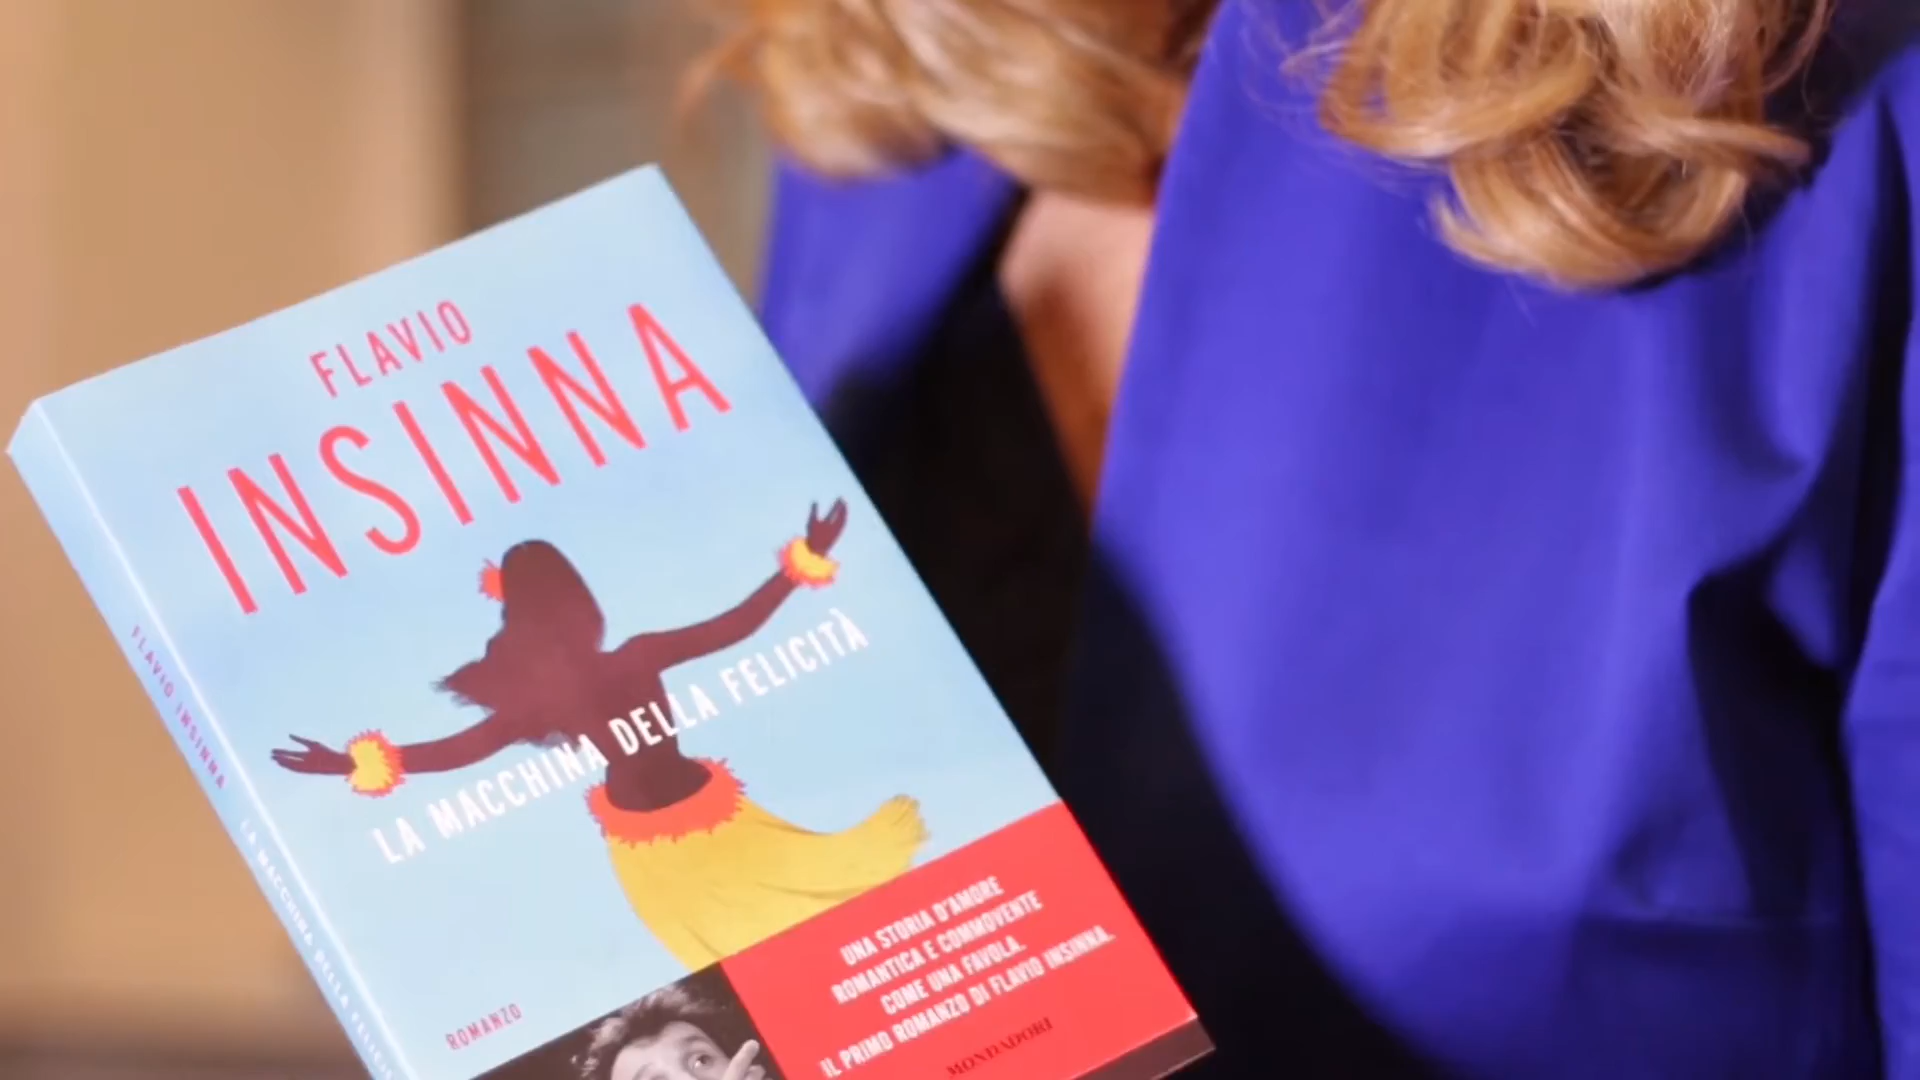 FLAVIO
INSINNA
LA MACCHINA DELLA FELICITÀ
ROMANZO
UNA STORIA D'AMORE
ROMANTICA E COMMOVENTE
COME UNA FAVOLA.
IL PRIMO ROMANZO DI FLAVIO INSINNA.
MONDADORI
FLAVIO INSINNA LA MACCHINA DELLA